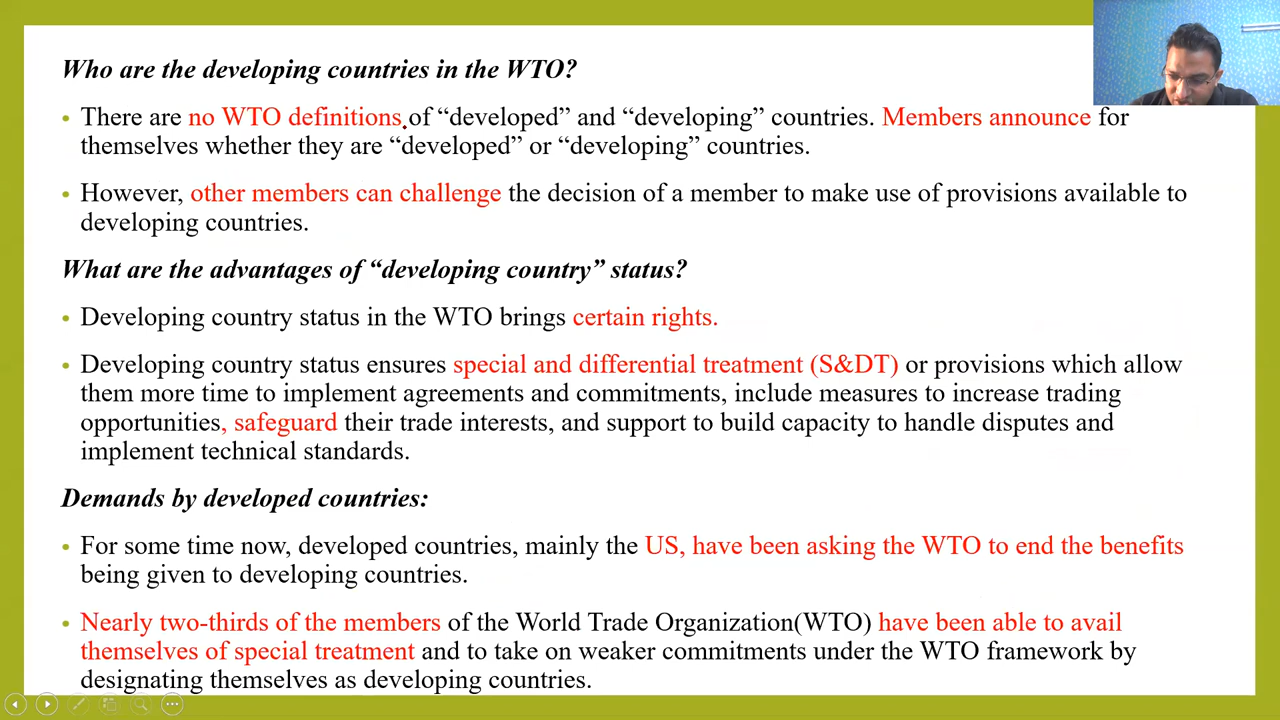 Who are the developing countries in the WTO?
• There are no WTO definitions of “developed” and “developing” countries. Members announce for
themselves whether they are “developed” or “developing” countries.
• However, other members can challenge the decision of a member to make use of provisions available to
developing countries.
What are the advantages of “developing country” status?
• Developing country status in the WTO brings certain rights.
• Developing country status ensures special and differential treatment (S&DT) or provisions which allow
them more time to implement agreements and commitments, include measures to increase trading
opportunities, safeguard their trade interests, and support to build capacity to handle disputes and
implement technical standards.
Demands by developed countries:
• For some time now, developed countries, mainly the US, have been asking the WTO to end the benefits
being given to developing countries.
• Nearly two-thirds of the members of the World Trade Organization(WTO) have been able to avail
themselves of special treatment and to take on weaker commitments under the WTO framework by
designating themselves as developing countries.